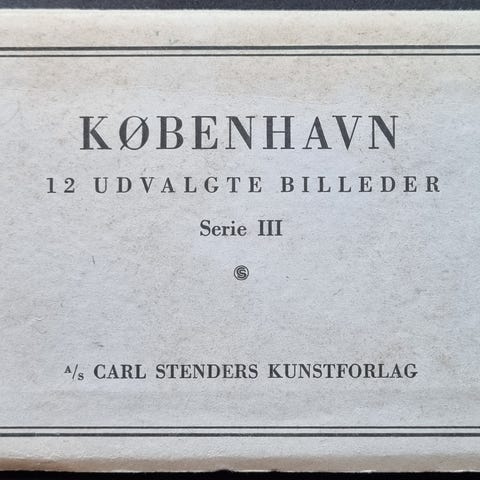 KØBENHAVN
12 UDVALGTE BILLEDER
Serie III
A/S CARL STENDERS KUNSTFORLAG